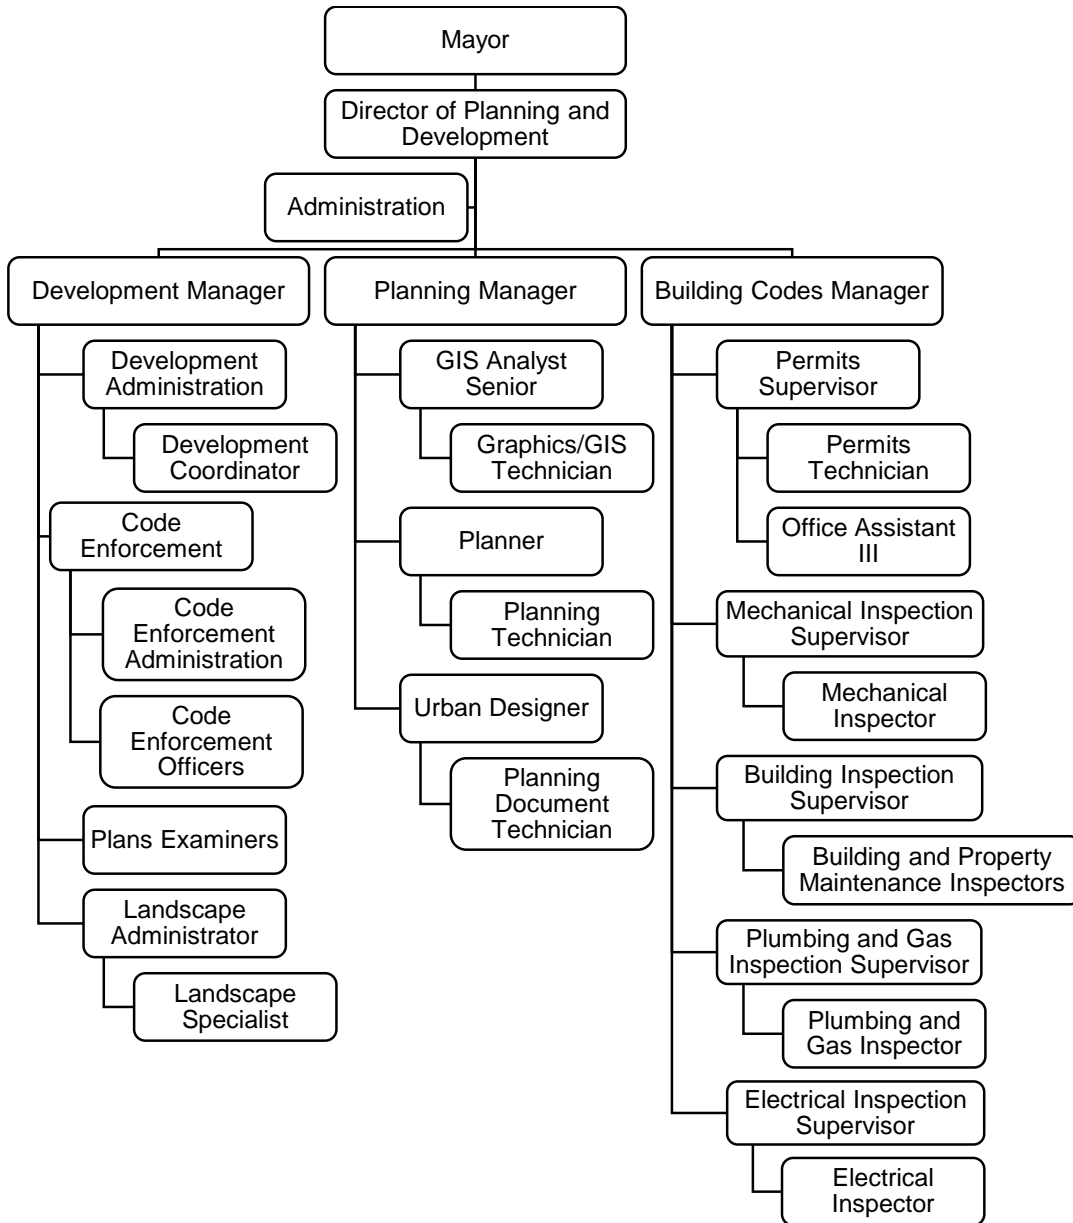 Mayor
Director of Planning and
Development
Administration
Development Manager
Planning Manager
Building Codes Manager
Development
Administration
Development
Coordinator
Code
Enforcement
Code
Enforcement
Administration
Code
Enforcement
Officers
Plans Examiners
Landscape
Administrator
Landscape
Specialist
GIS Analyst
Senior
Graphics/GIS
Technician
Planner
Planning
Technician
Urban Designer
Planning
Document
Technician
Permits
Supervisor
Permits
Technician
Office Assistant
III
Mechanical Inspection
Supervisor
Mechanical
Inspector
Building Inspection
Supervisor
Building and Property
Maintenance Inspectors
Plumbing and Gas
Inspection Supervisor
Plumbing and
Gas Inspector
Electrical Inspection
Supervisor
Electrical
Inspector